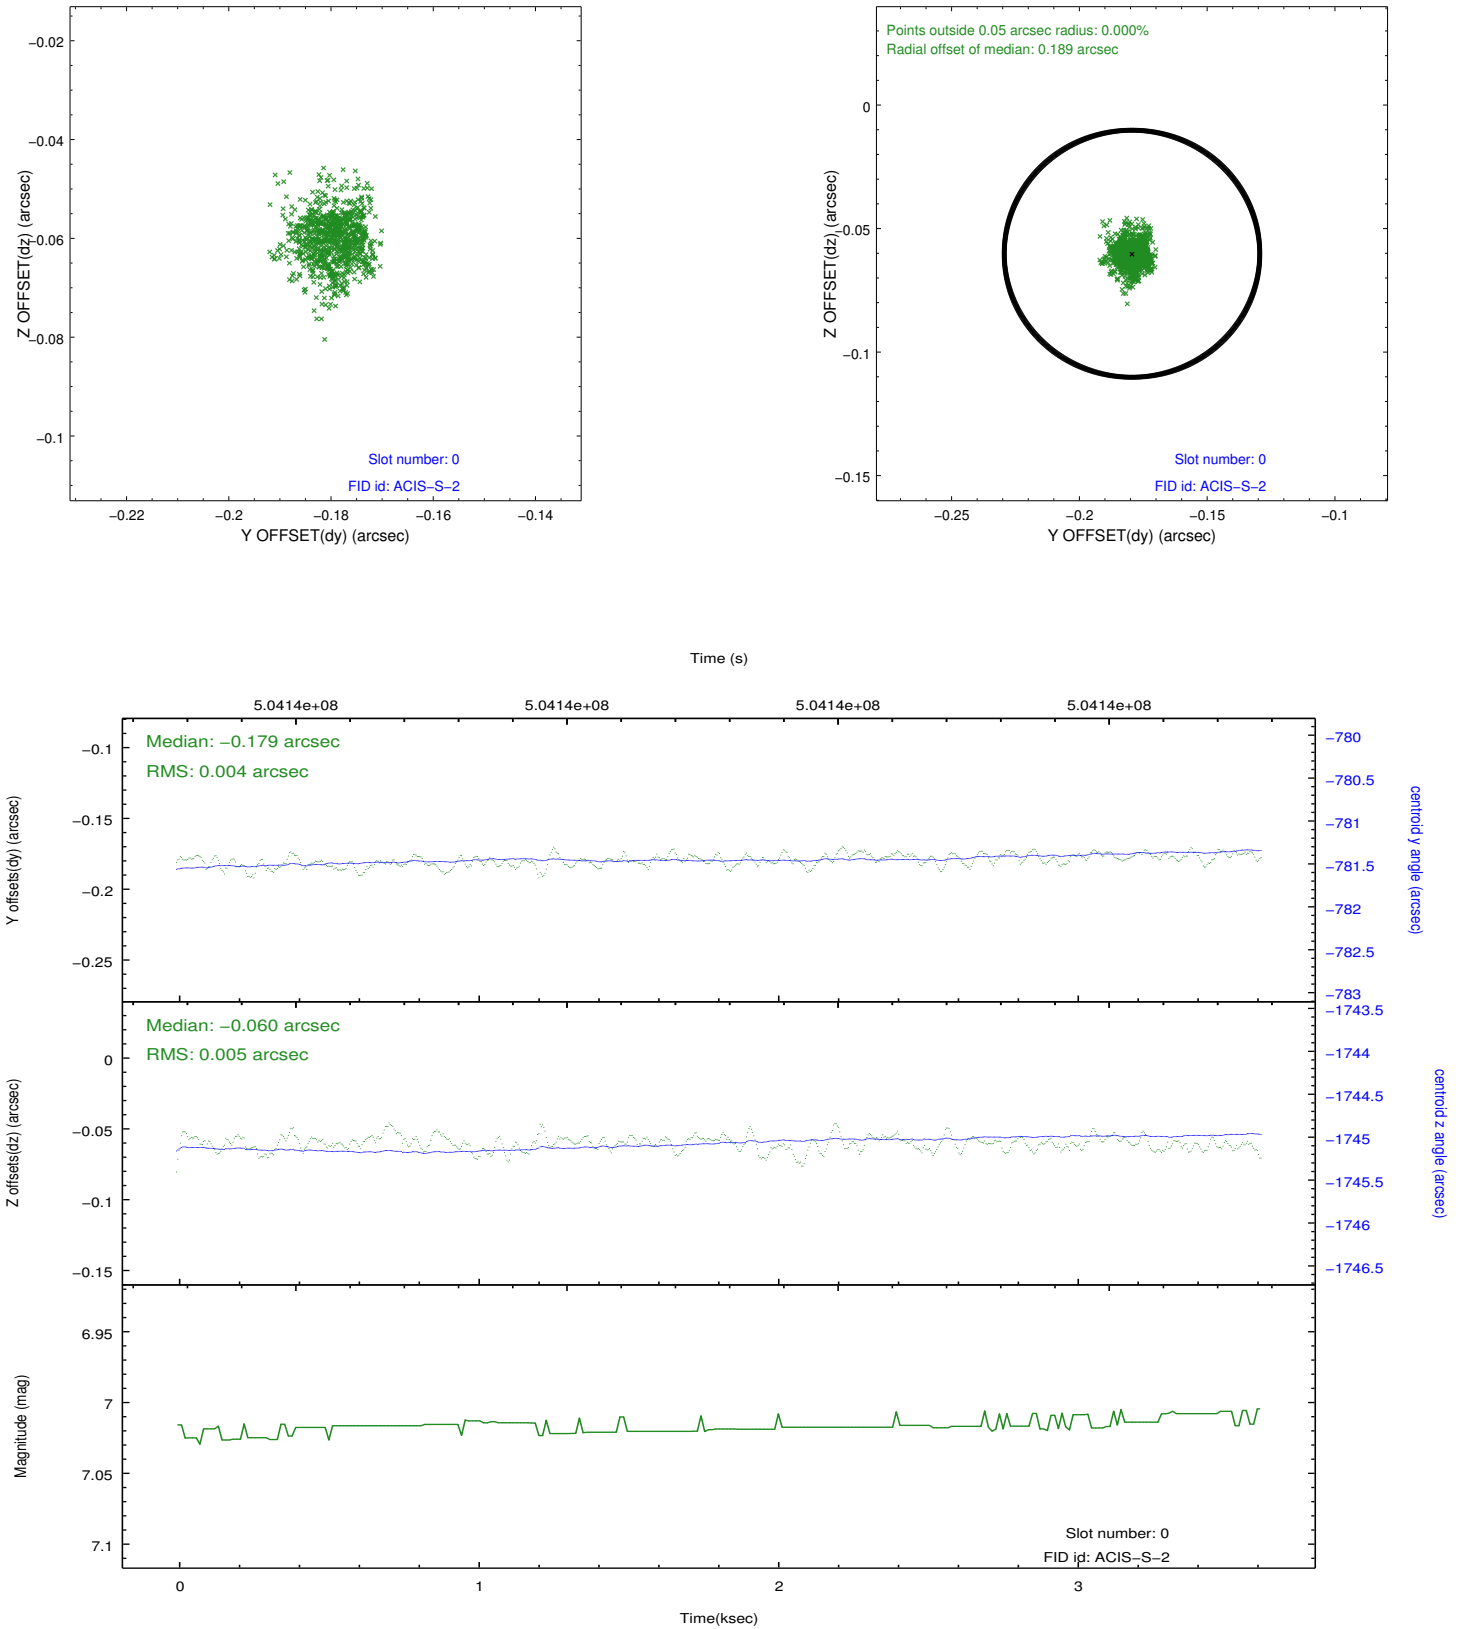 −0.02
−0.04
−0.06
−0.08
−0.1
Z OFFSET(dz) (arcsec)
Slot number: 0
FID id: ACIS−S−2
−0.22
−0.2
−0.18
−0.16
−0.14
Y OFFSET(dy) (arcsec)
Points outside 0.05 arcsec radius: 0.000%
Radial offset of median: 0.189 arcsec
0
−0.05
−0.1
−0.15
Z OFFSET(dz) (arcsec)
Slot number: 0
FID id: ACIS−S−2
−0.25
−0.2
−0.15
−0.1
Y OFFSET(dy) (arcsec)
Time (s)
5.0414e+08
5.0414e+08
5.0414e+08
5.0414e+08
Median: −0.179 arcsec
RMS: 0.004 arcsec
−0.1
−0.15
−0.2
−0.25
Y offsets(dy) (arcsec)
−780
−780.5
−781
−781.5
−782
−782.5
−783
centroid y angle (arcsec)
Median: −0.060 arcsec
RMS: 0.005 arcsec
0
−0.05
−0.1
−0.15
Z offsets(dz) (arcsec)
−1743.5
−1744
−1744.5
−1745
−1745.5
−1746
−1746.5
centroid z angle (arcsec)
6.95
7
7.05
7.1
Magnitude (mag)
Slot number: 0
FID id: ACIS−S−2
0
1
2
3
Time(ksec)